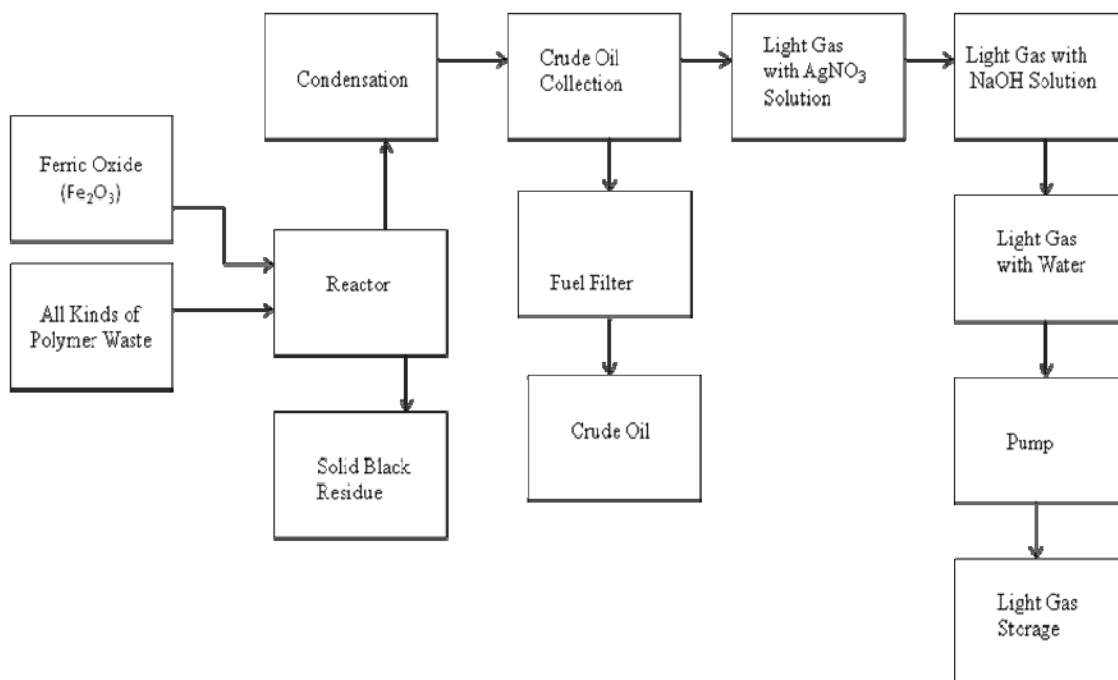 Condensation
Crude Oil
Collection
Light Gas
with AgNO₃
Solution
Light Gas with
NaOH Solution
Ferric Oxide
(Fe₂O₃)
All Kinds of
Polymer Waste
Reactor
Fuel Filter
Light Gas
with Water
Solid Black
Residue
Crude Oil
Pump
Light Gas
Storage